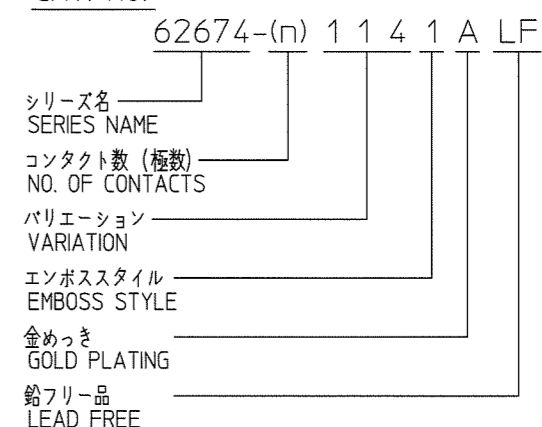 62674-(n) 1 1 4 1 A LF
シリーズ名
SERIES NAME
コンタクト数 (極数)
NO. OF CONTACTS
バリエーション
VARIATION
エンボススタイル
EMBOSS STYLE
金めっき
GOLD PLATING
鉛フリー品
LEAD FREE